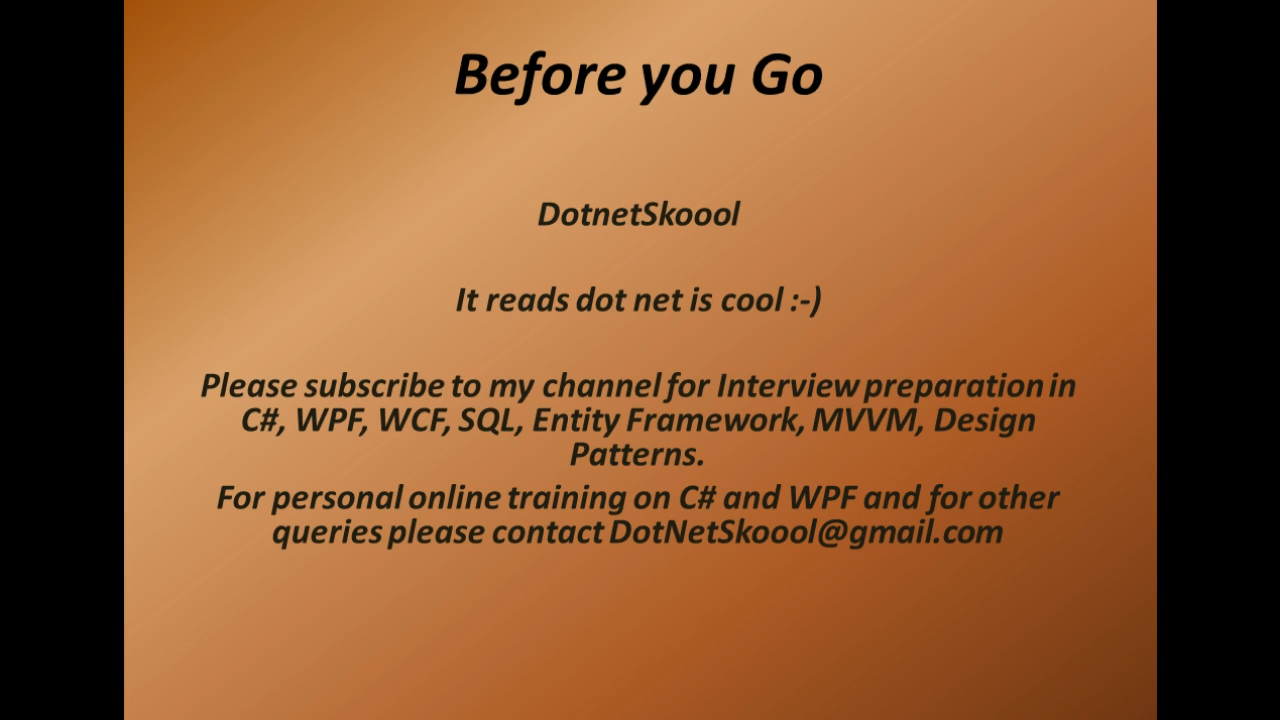 Before you Go
DotnetSkoool
It reads dot net is cool :-)
Please subscribe to my channel for Interview preparation in
C#, WPF, WCF, SQL, Entity Framework, MVVM, Design
Patterns.
For personal online training on C# and WPF and for other
queries please contact DotNetSkoool@gmail.com